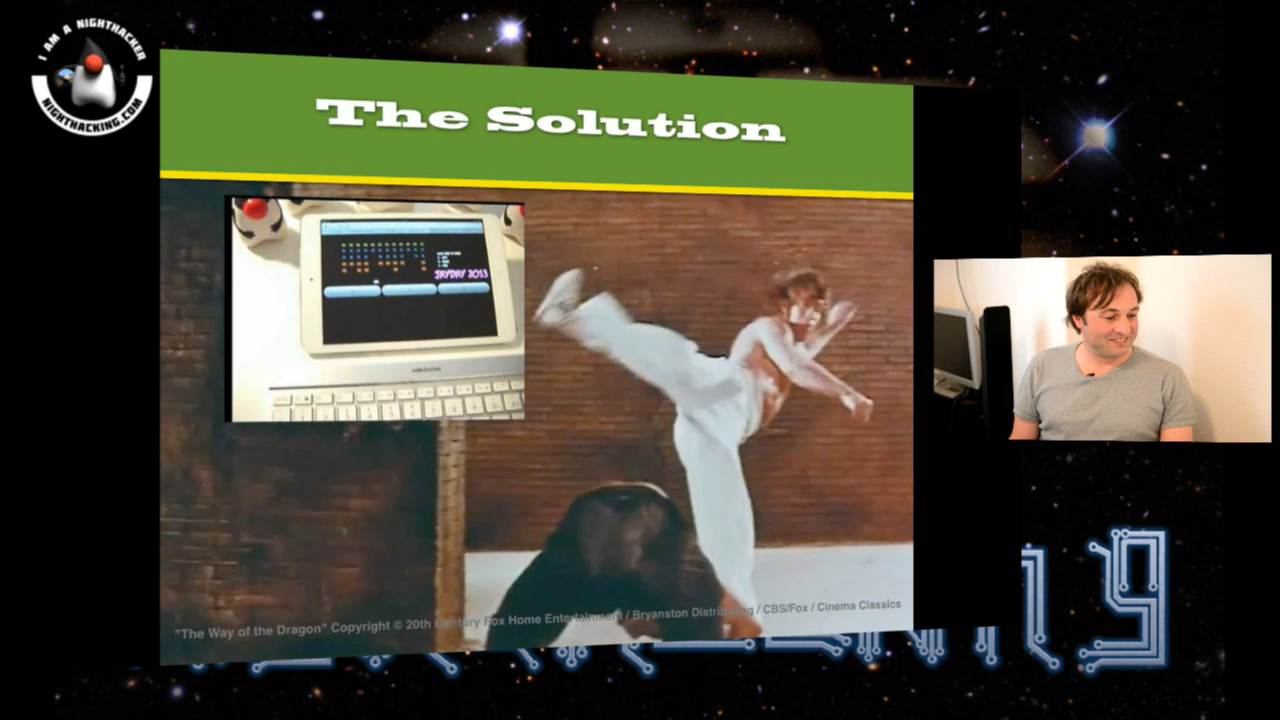 I AM A NIGHTHACKER
NIGHTHACKING.COM
The Solution
JAYDAY 2013
MEDION
"The Way of the Dragon" Copyright © 20th Century Fox Home Entertainment / Bryanston Distributing / CBS/Fox / Cinema Classics